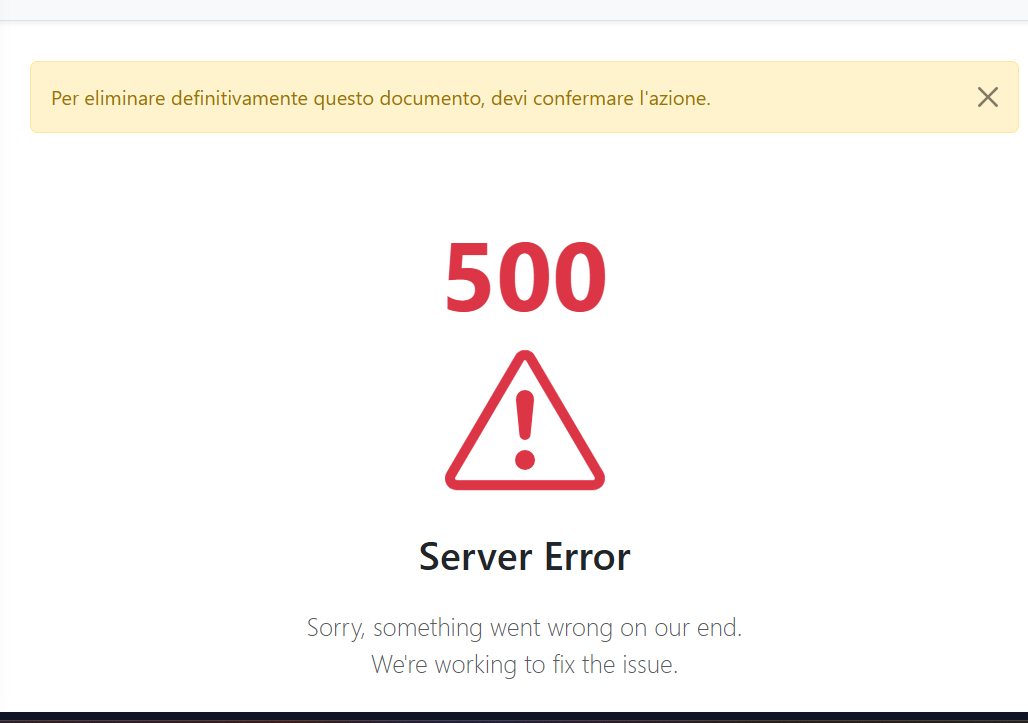 Per eliminare definitivamente questo documento, devi confermare l'azione.
500
Server Error
Sorry, something went wrong on our end.
We're working to fix the issue.